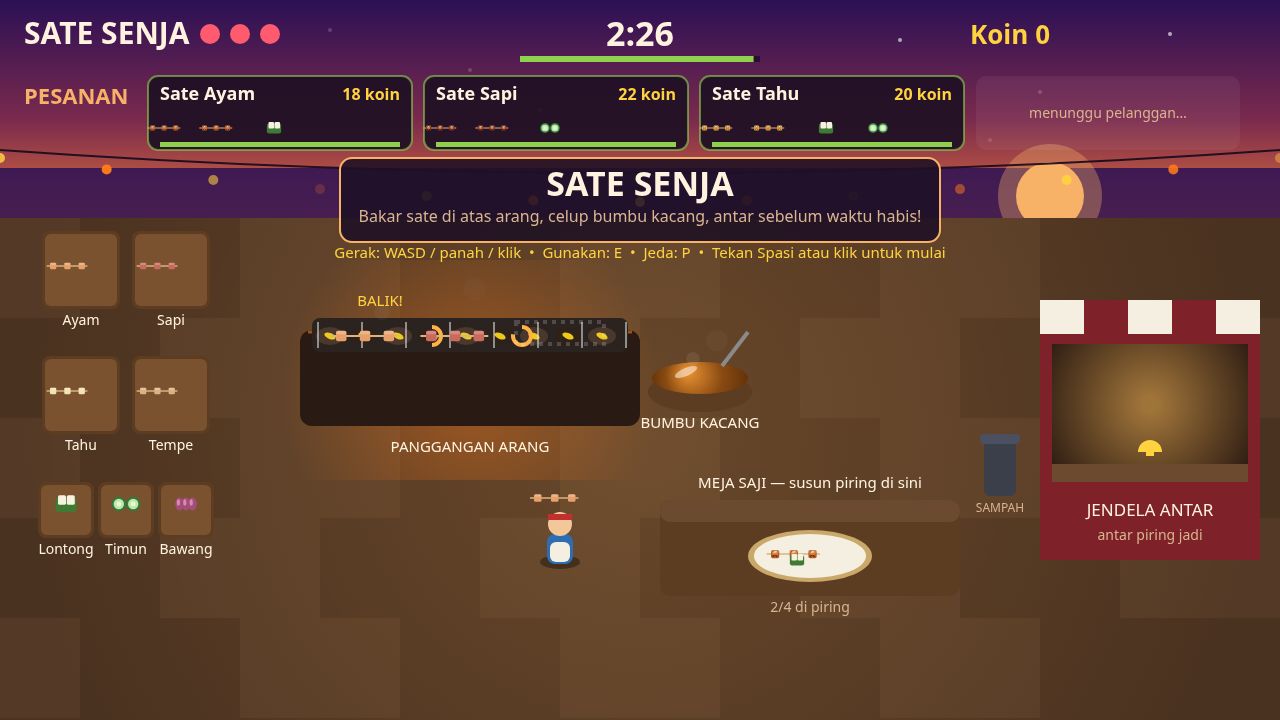 SATE SENJA
2:26
Koin 0
PESANAN
Sate Ayam 18 koin
Sate Sapi 22 koin
Sate Tahu 20 koin
menunggu pelanggan...
SATE SENJA
Bakar sate di atas arang, celup bumbu kacang, antar sebelum waktu habis!
Gerak: WASD / panah / klik • Gunakan: E • Jeda: P • Tekan Spasi atau klik untuk mulai
BALIK!
Ayam
Sapi
Tahu
Tempe
Lontong
Timun
Bawang
PANGGANGAN ARANG
BUMBU KACANG
MEJA SAJI — susun piring di sini
2/4 di piring
SAMPAH
JENDELA ANTAR
antar piring jadi